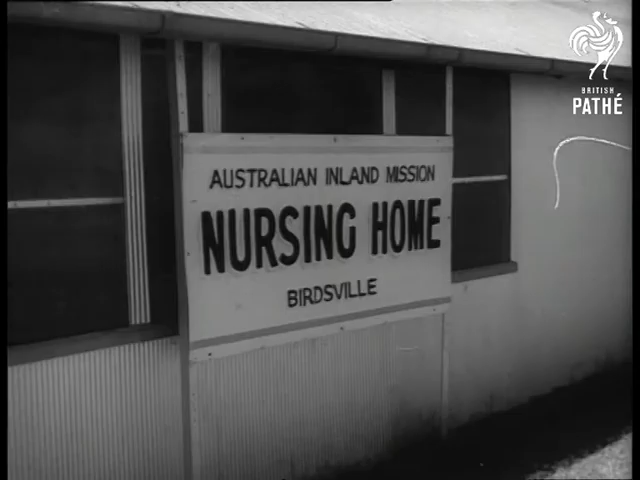 BRITISH
PATHÉ
AUSTRALIAN INLAND MISSION
NURSING HOME
BIRDSVILLE